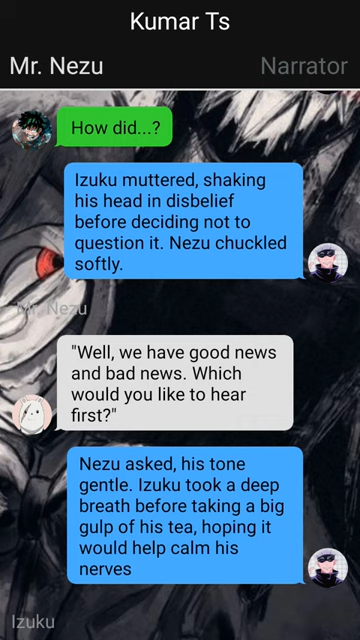 Kumar Ts
Mr. Nezu
Narrator
How did...?
Izuku muttered, shaking
his head in disbelief
before deciding not to
question it. Nezu chuckled
softly.
Mr. Nezu
"Well, we have good news
and bad news. Which
would you like to hear
first?"
Nezu asked, his tone
gentle. Izuku took a deep
breath before taking a big
gulp of his tea, hoping it
would help calm his
nerves
Izuku